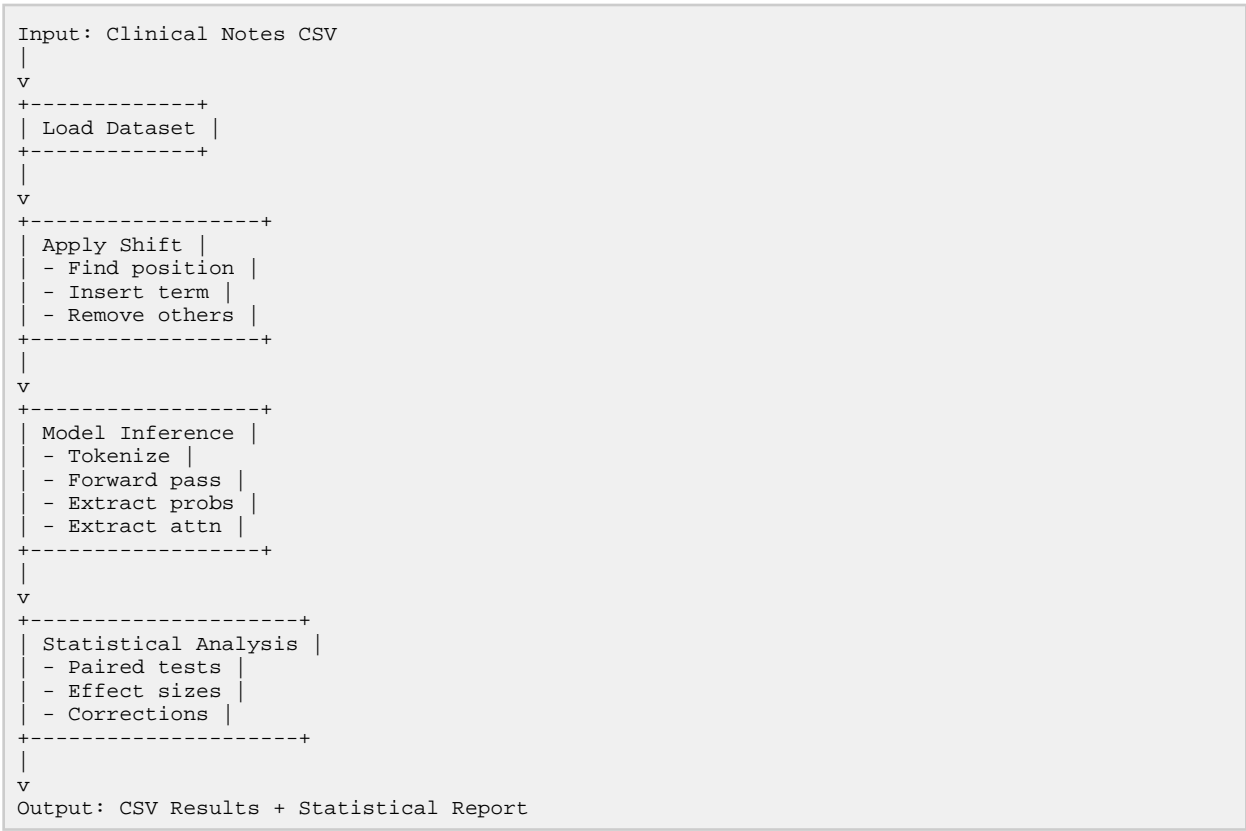 Input: Clinical Notes CSV
|
v
+-------------+
| Load Dataset |
+-------------+
|
v
+------------------+
| Apply Shift |
| - Find position |
| - Insert term |
| - Remove others |
+------------------+
|
v
+------------------+
| Model Inference |
| - Tokenize |
| - Forward pass |
| - Extract probs |
| - Extract attn |
+------------------+
|
v
+---------------------+
| Statistical Analysis |
| - Paired tests |
| - Effect sizes |
| - Corrections |
+---------------------+
|
v
Output: CSV Results + Statistical Report